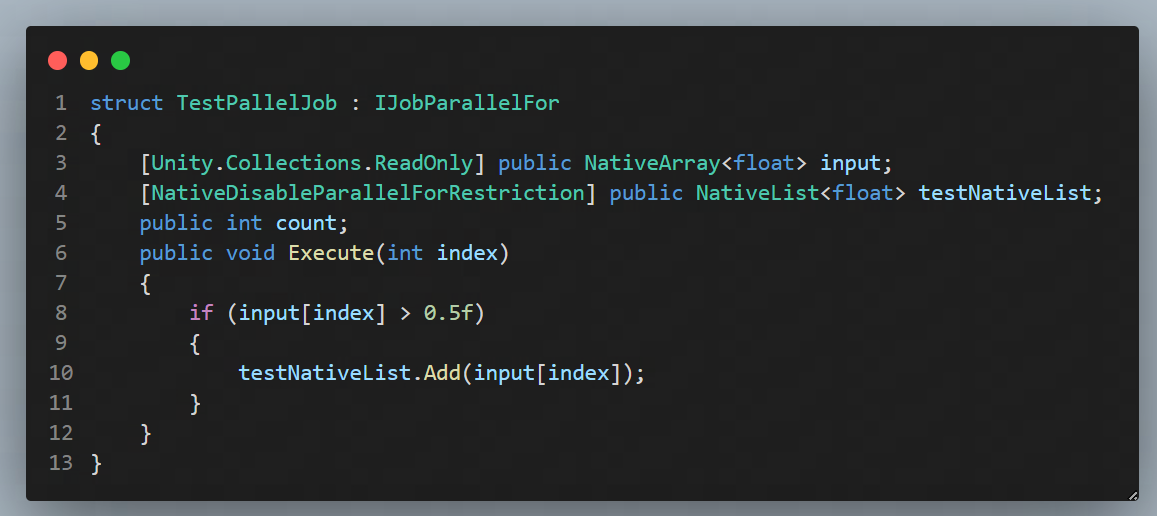 1 struct TestPallelJob : IJobParallelFor
2 {
3     [Unity.Collections.ReadOnly] public NativeArray<float> input;
4     [NativeDisableParallelForRestriction] public NativeList<float> testNativeList;
5     public int count;
6     public void Execute(int index)
7     {
8         if (input[index] > 0.5f)
9         {
10             testNativeList.Add(input[index]);
11         }
12     }
13 }